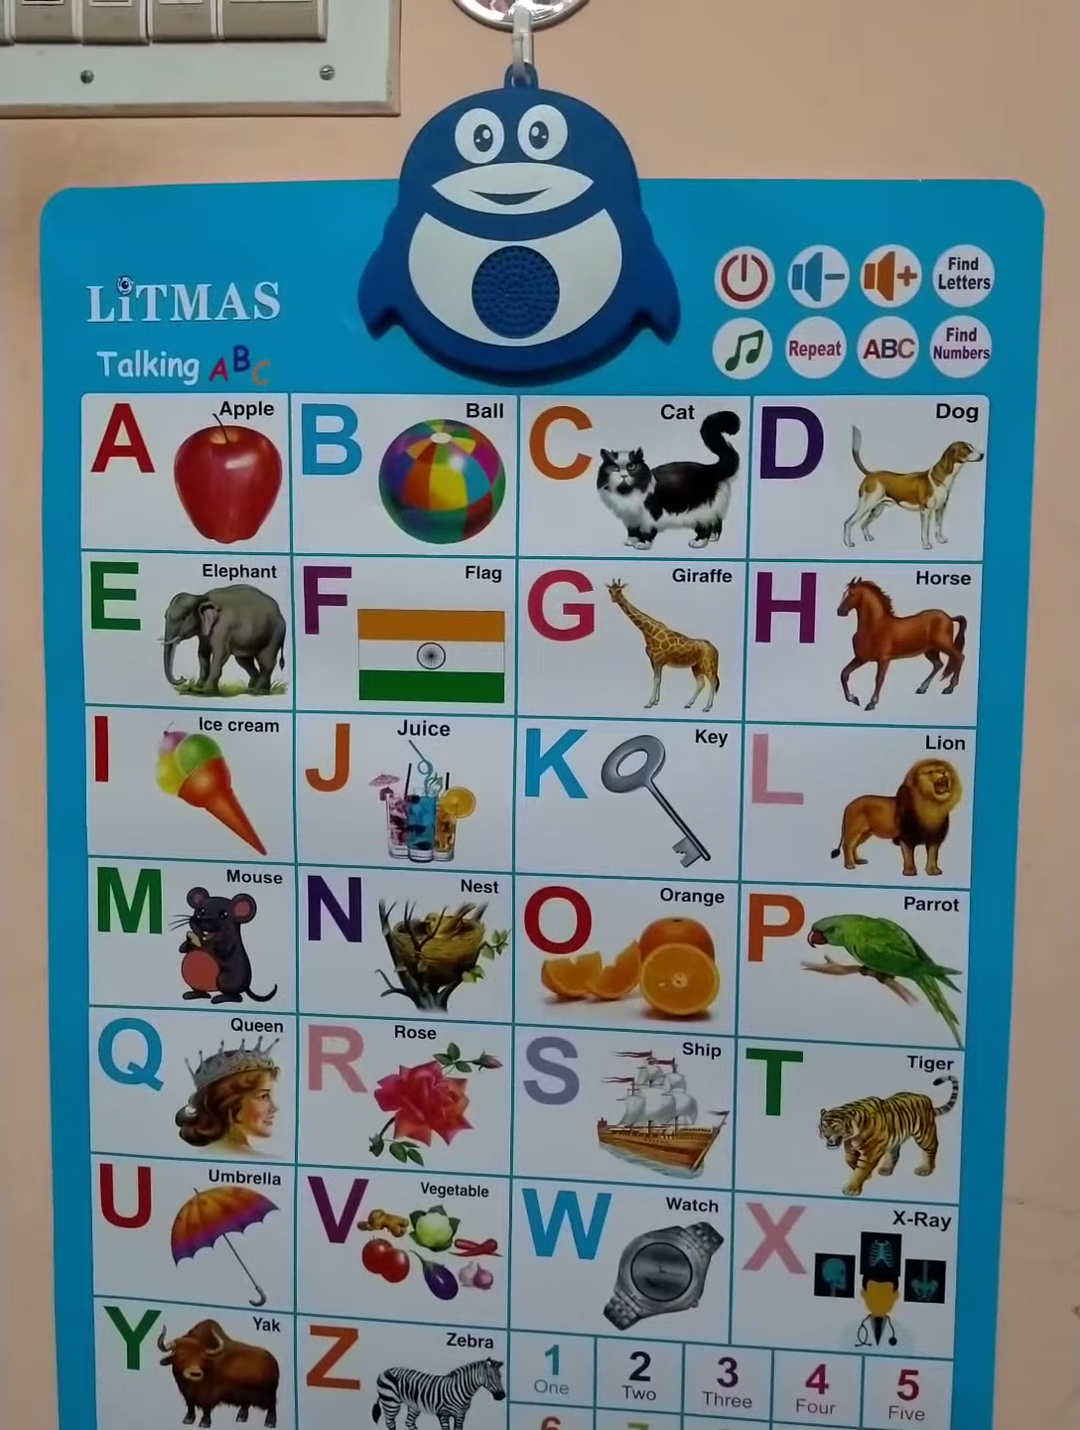 LiTMAS
Talking ABC
Find
Letters
Repeat
ABC
Find
Numbers
A Apple
B Ball
C Cat
D Dog
E Elephant
F Flag
G Giraffe
H Horse
I Ice cream
J Juice
K Key
L Lion
M Mouse
N Nest
O Orange
P Parrot
Q Queen
R Rose
S Ship
T Tiger
U Umbrella
V Vegetable
W Watch
X X-Ray
Y Yak
Z Zebra
1 2 3 4 5
One Two Three Four Five